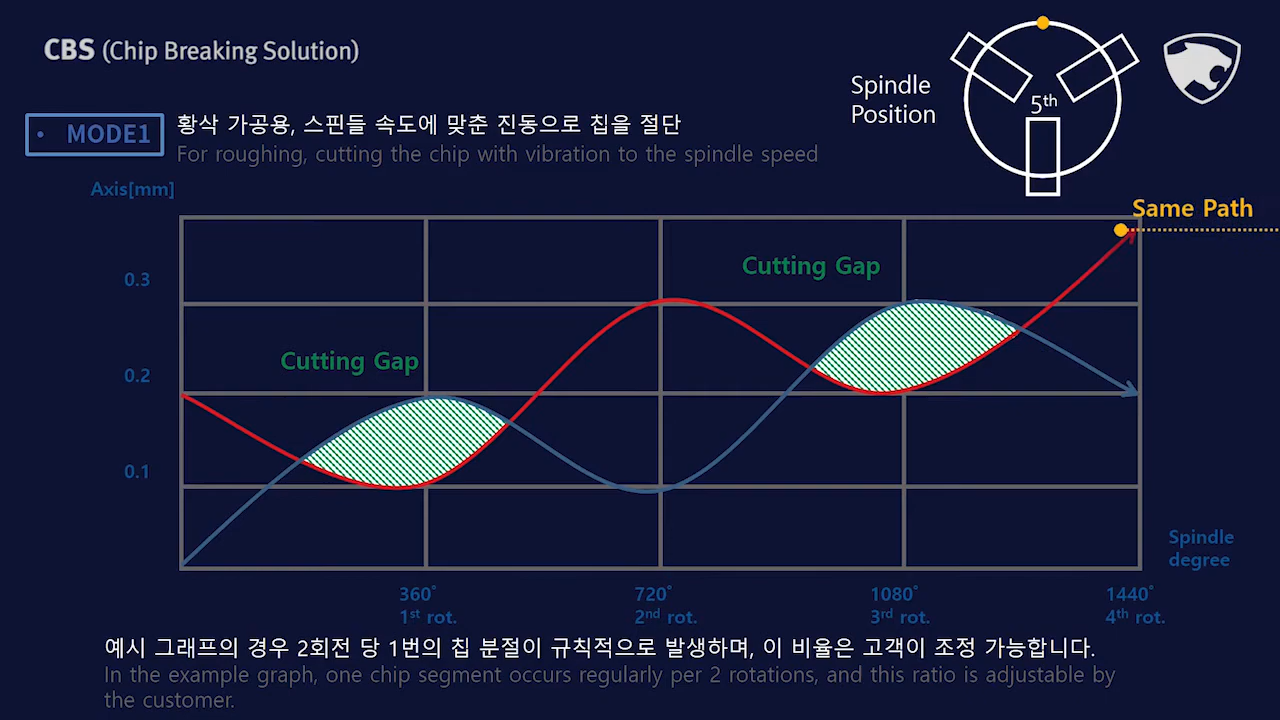 CBS (Chip Breaking Solution)
Spindle
Position
5th
• MODE1
황삭 가공용, 스핀들 속도에 맞춘 진동으로 칩을 절단
For roughing, cutting the chip with vibration to the spindle speed
Axis[mm]
Same Path
Cutting Gap
0.3
Cutting Gap
0.2
0.1
Spindle
degree
360˚
1st rot.
720˚
2nd rot.
1080˚
3rd rot.
1440˚
4th rot.
예시 그래프의 경우 2회전 당 1번의 칩 분절이 규칙적으로 발생하며, 이 비율은 고객이 조정 가능합니다.
In the example graph, one chip segment occurs regularly per 2 rotations, and this ratio is adjustable by
the customer.